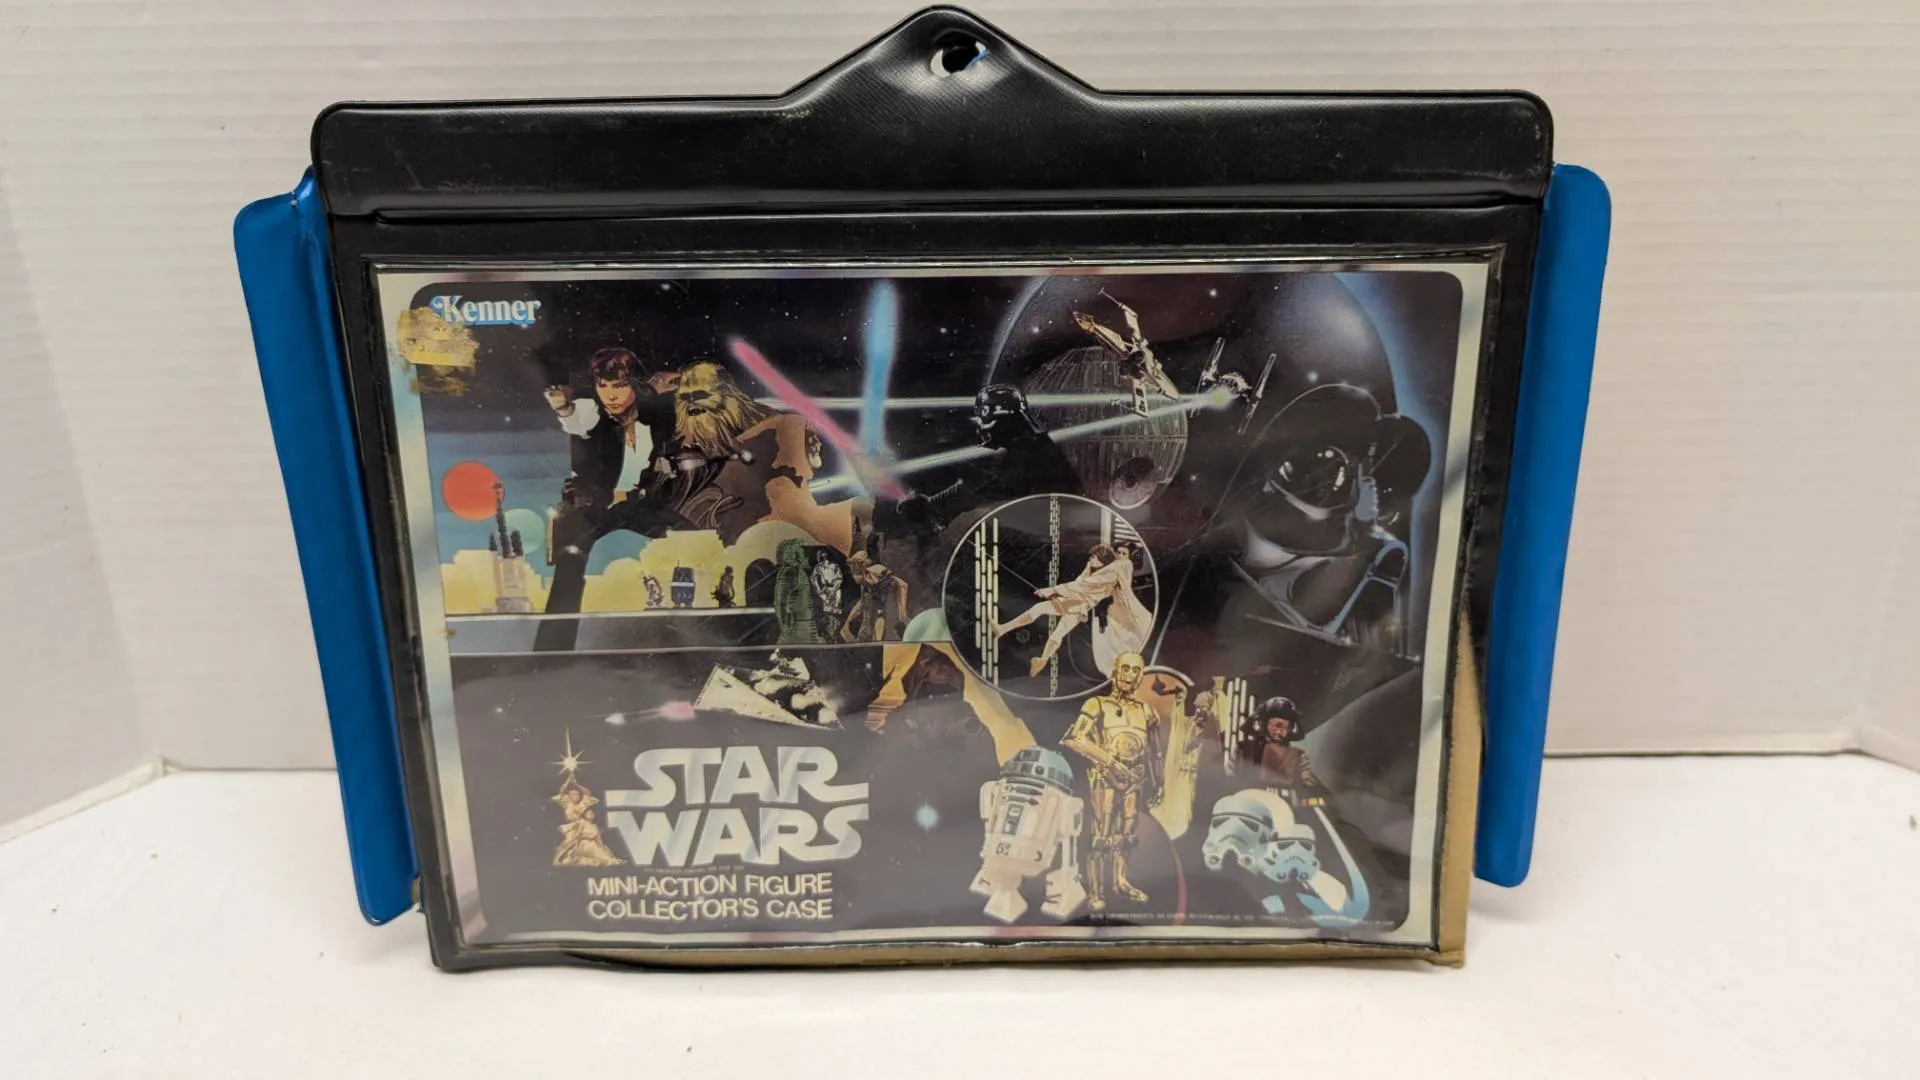 Kenner
STAR
WARS
MINI-ACTION FIGURE
COLLECTOR'S CASE